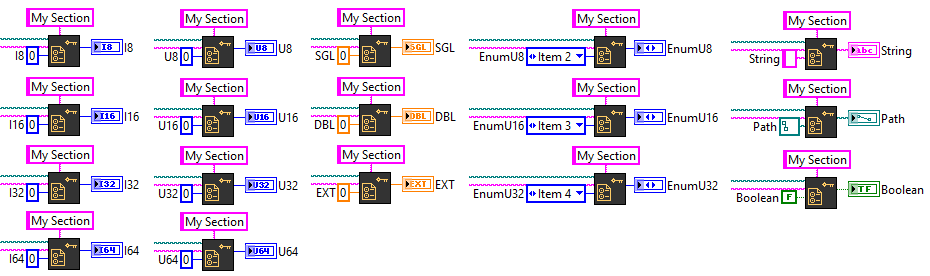 My Section My Section My Section My Section My Section
I8 0 I8 I8 U8 0 U8 U8 SGL 0 SGL SGL EnumU8 Item 2 EnumU8 String Abc String
My Section My Section My Section My Section My Section
I16 0 I16 I16 U16 0 U16 U16 DBL 0 DBL DBL EnumU16 Item 3 EnumU16 Path Path
My Section My Section My Section My Section My Section
I32 0 I32 I32 U32 0 U32 U32 EXT 0 EXT EXT EnumU32 Item 4 EnumU32 Boolean F TF Boolean
My Section My Section
I64 0 I64 I64 U64 0 U64 U64